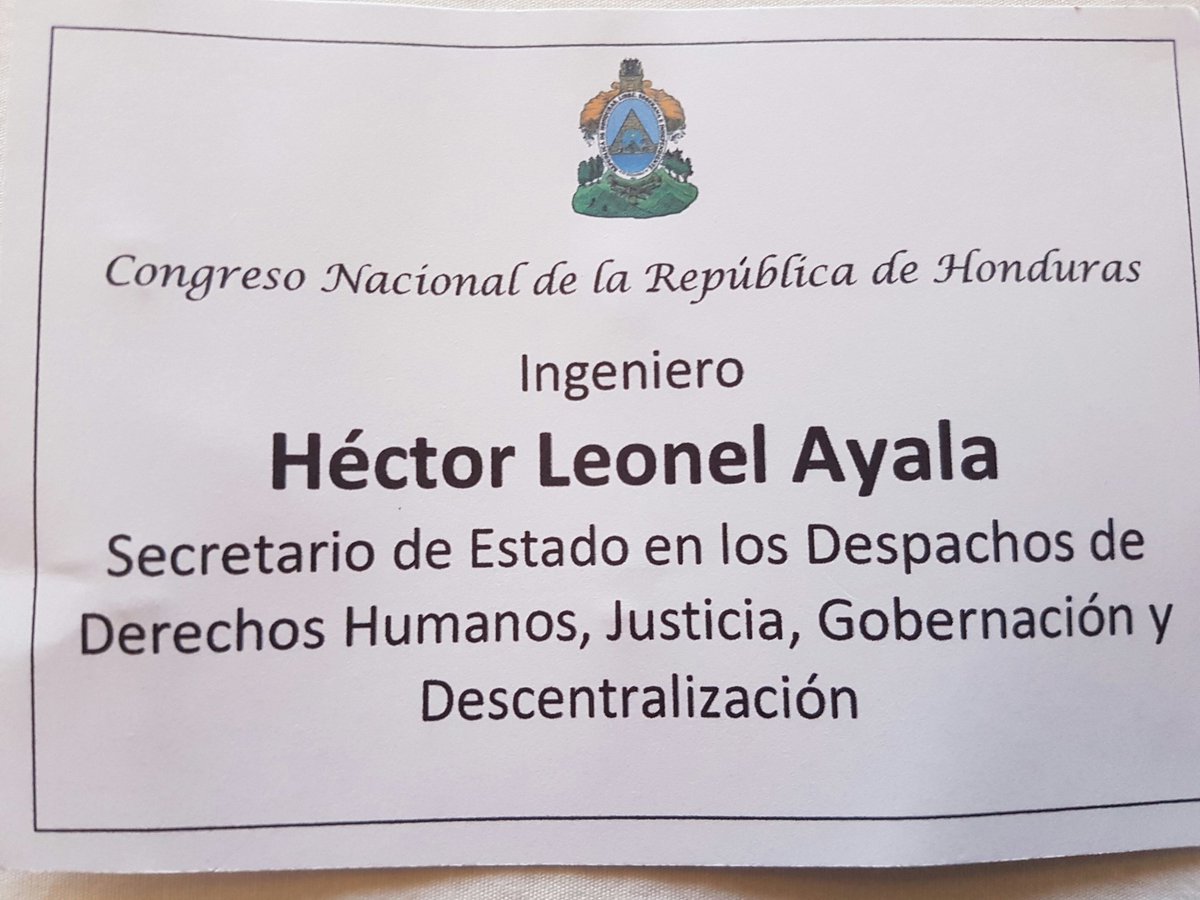 Congreso Nacional de la República de Honduras
Ingeniero
Héctor Leonel Ayala
Secretario de Estado en los Despachos de
Derechos Humanos, Justicia, Gobernación y
Descentralización